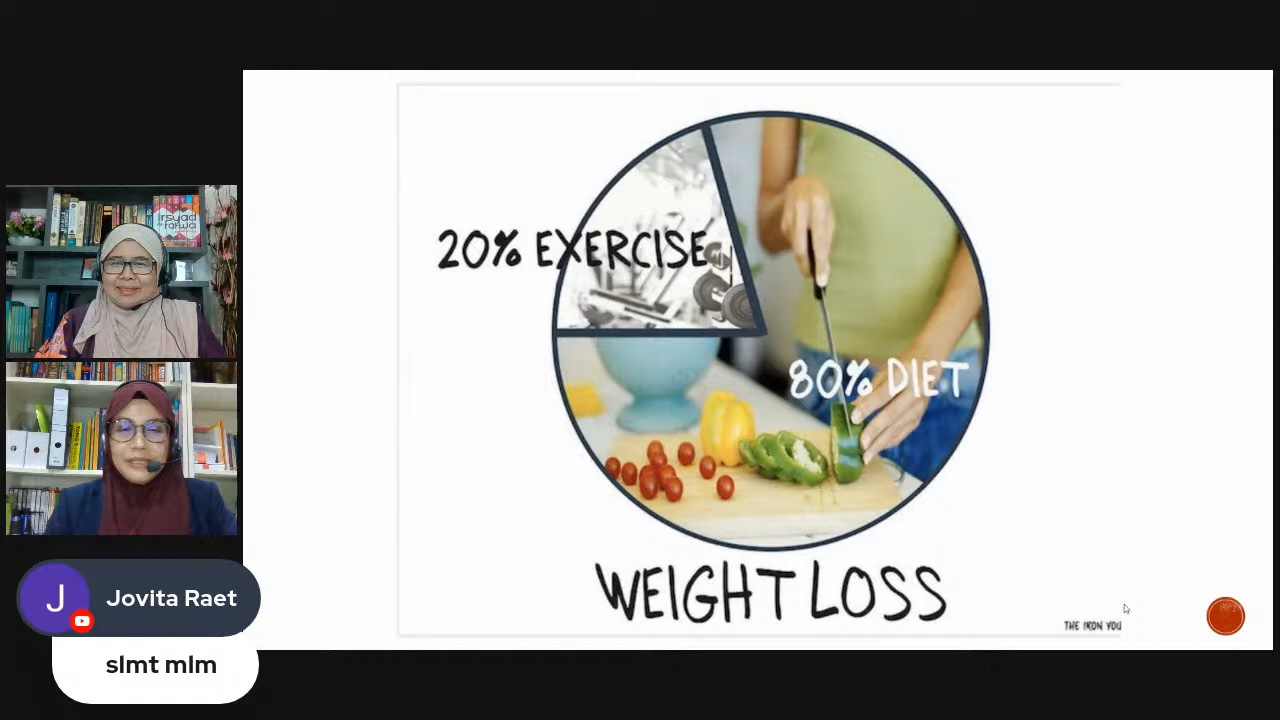 20% EXERCISE
80% DIET
WEIGHT LOSS
THE IRON YOU
Jovita Raet
slmt mlm